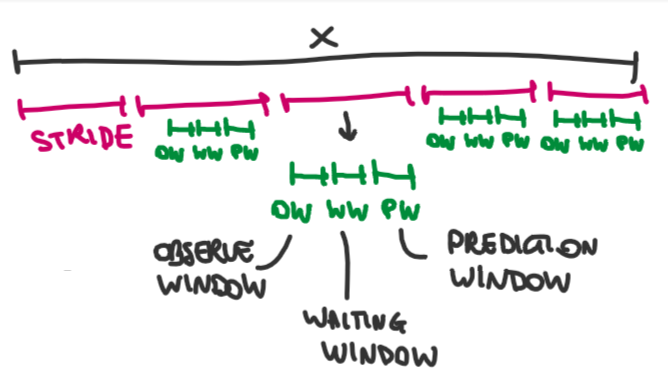 X
STRIDE
OW WW PW
OW WW PW
OW WW PW
OW WW PW
OBSERVE
WINDOW
WAITING
WINDOW
PREDICTION
WINDOW